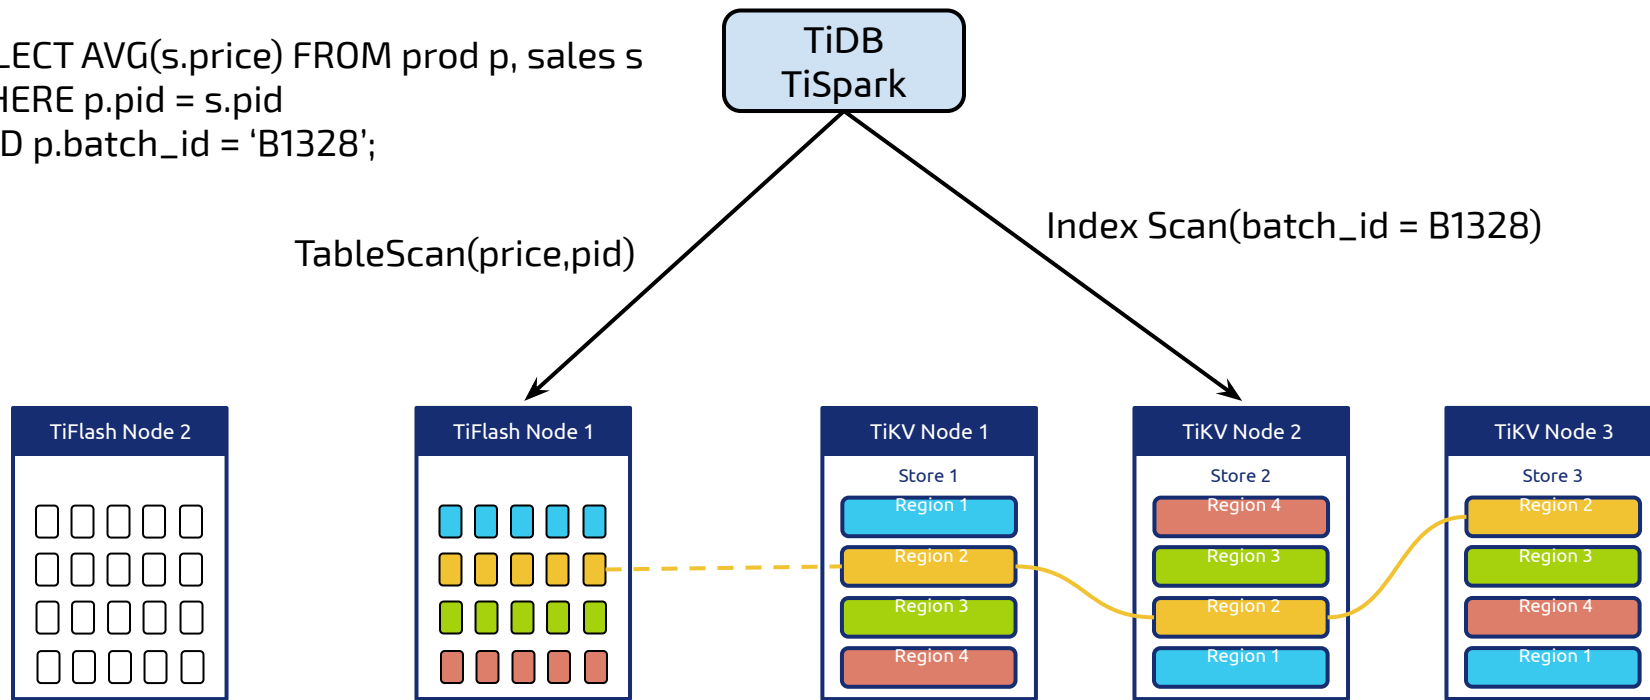 LECT AVG(s.price) FROM prod p, sales s
HERE p.pid = s.pid
D p.batch_id = ‘B1328’;
TiDB
TiSpark
TableScan(price,pid)
Index Scan(batch_id = B1328)
TiFlash Node 2
TiFlash Node 1
TiKV Node 1
Store 1
Region 1
Region 2
Region 3
Region 4
TiKV Node 2
Store 2
Region 4
Region 3
Region 2
Region 1
TiKV Node 3
Store 3
Region 2
Region 3
Region 4
Region 1